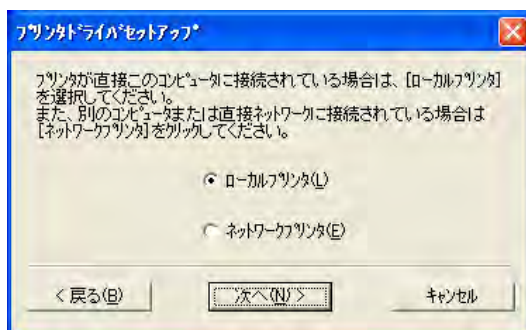 プリンタドライバセットアップ
プリンタが直接このコンピュータに接続されている場合は、[ローカルプリンタ]
を選択してください。
また、別のコンピュータまたは直接ネットワークに接続されている場合は
[ネットワークプリンタ]をクリックしてください。
ローカルプリンタ(L)
ネットワークプリンタ(E)
< 戻る(B)
次へ(N) >
キャンセル